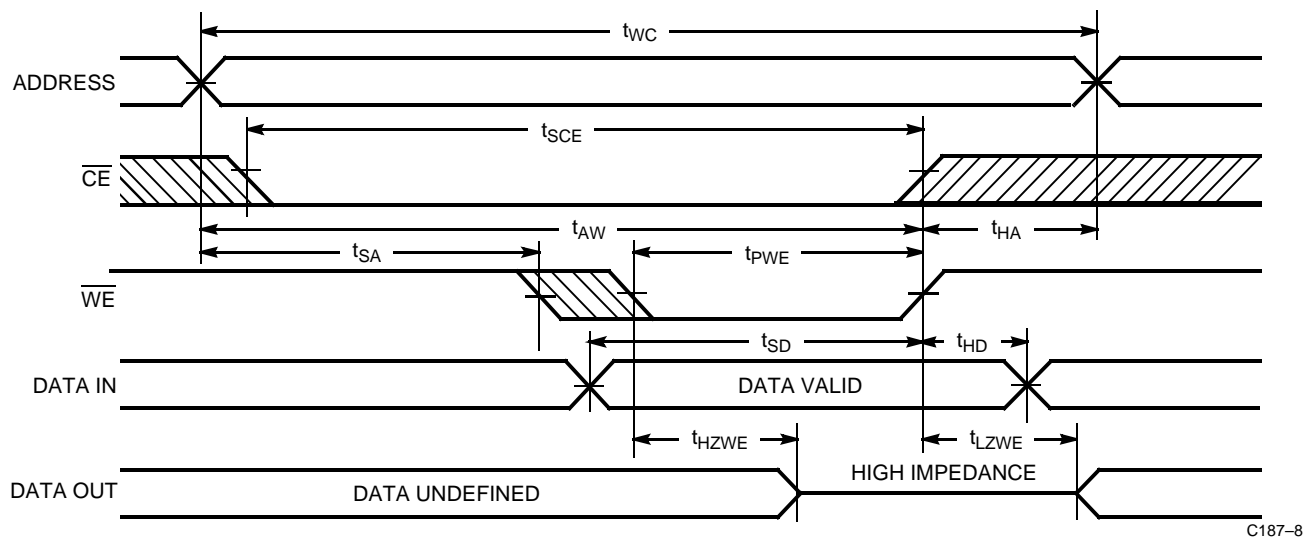 tWC
ADDRESS
tSCE
CE
tAW
tHA
tSA
tPWE
WE
tSD
tHD
DATA IN
DATA VALID
tHZWE
tLZWE
HIGH IMPEDANCE
DATA OUT
DATA UNDEFINED
C187–8